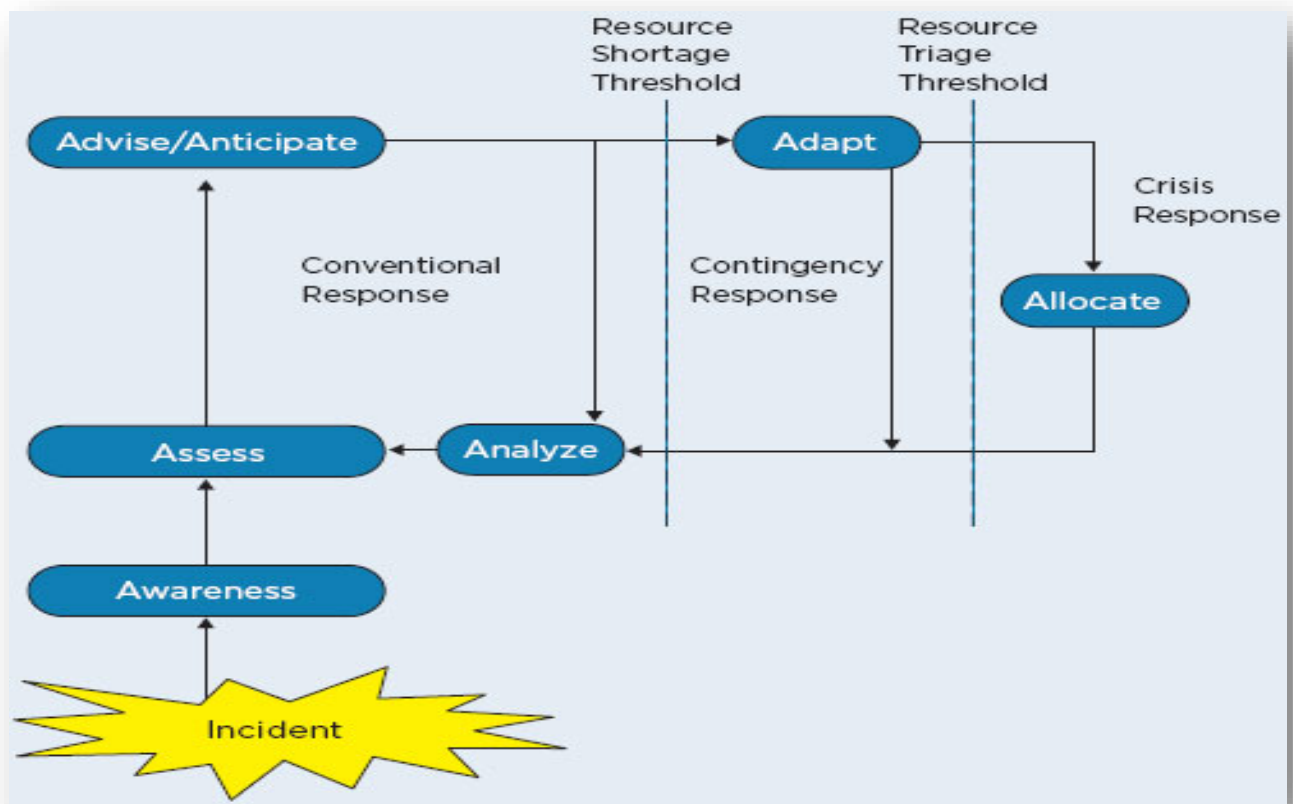 Resource
Shortage
Threshold
Resource
Triage
Threshold
Advise/Anticipate
Adapt
Crisis
Response
Conventional
Response
Contingency
Response
Allocate
Assess
Analyze
Awareness
Incident